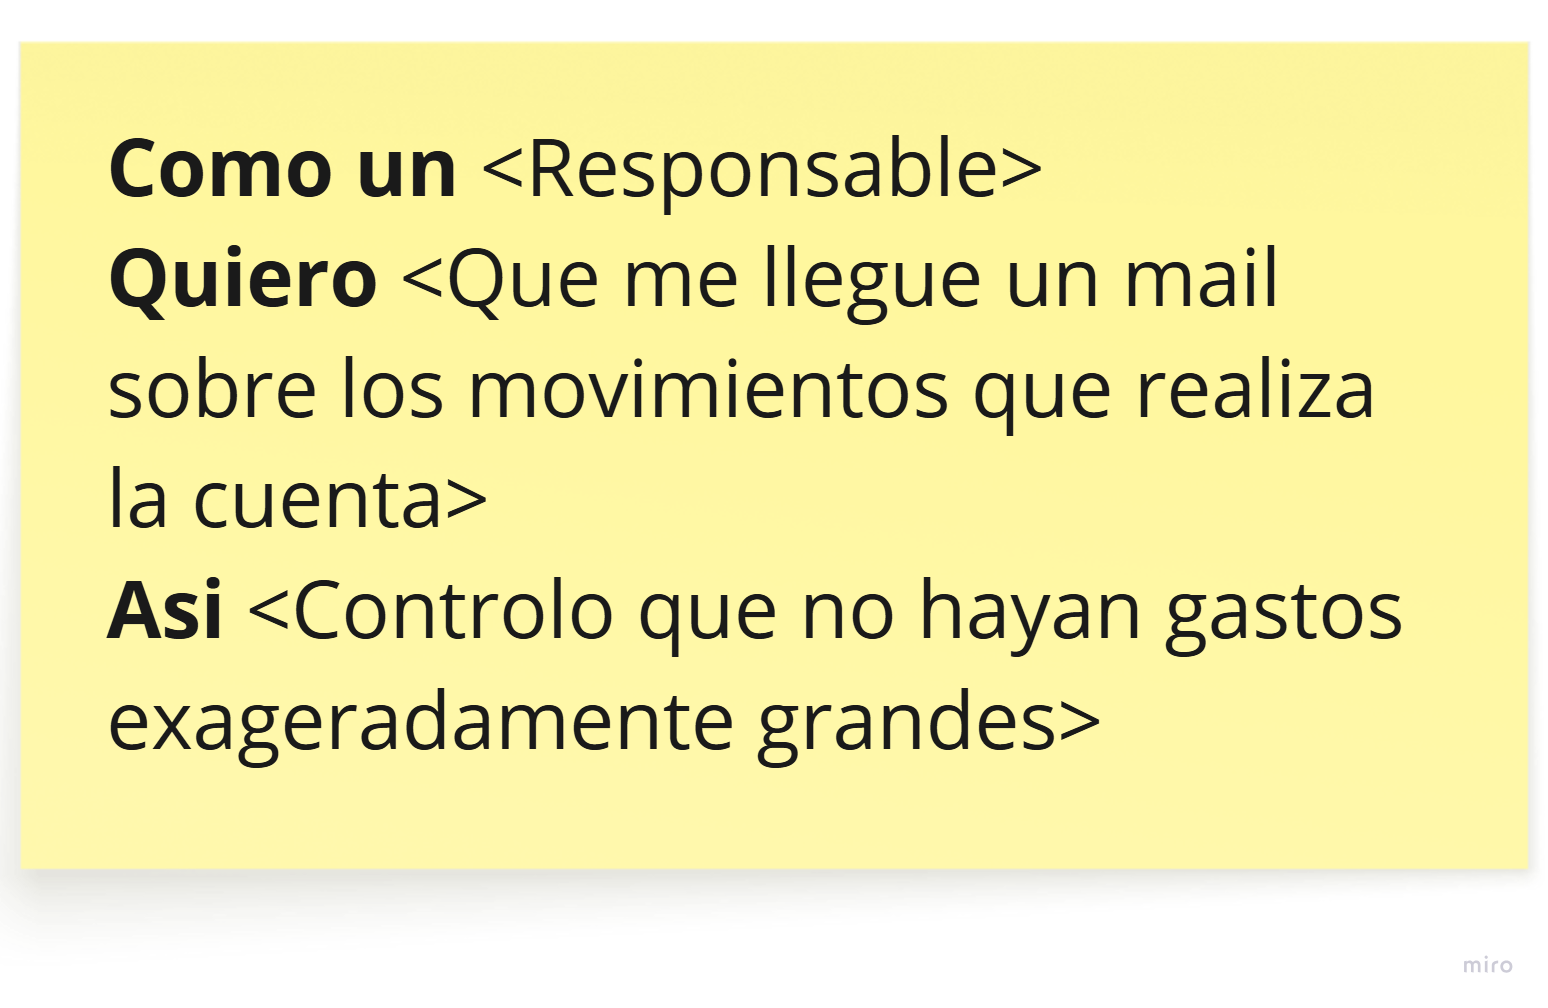 Como un <Responsable>
Quiero <Que me llegue un mail
sobre los movimientos que realiza
la cuenta>
Asi <Controlo que no hayan gastos
exageradamente grandes>
miro